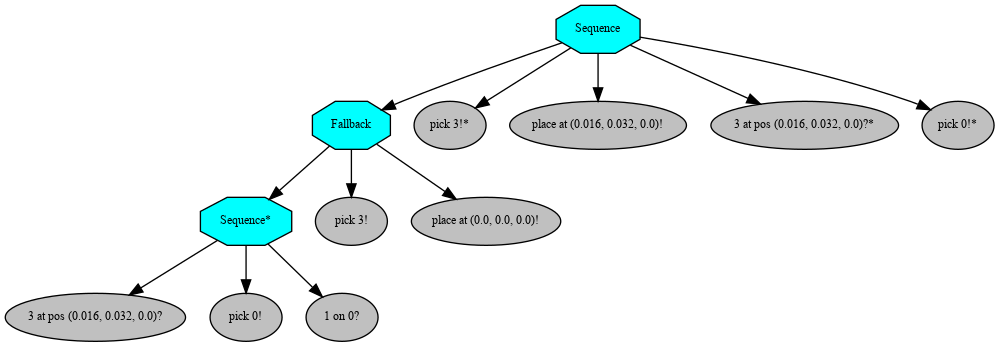 Sequence
Fallback
pick 3!*
place at (0.016, 0.032, 0.0)!
3 at pos (0.016, 0.032, 0.0)?*
pick 0!*
Sequence*
pick 3!
place at (0.0, 0.0, 0.0)!
3 at pos (0.016, 0.032, 0.0)?
pick 0!
1 on 0?